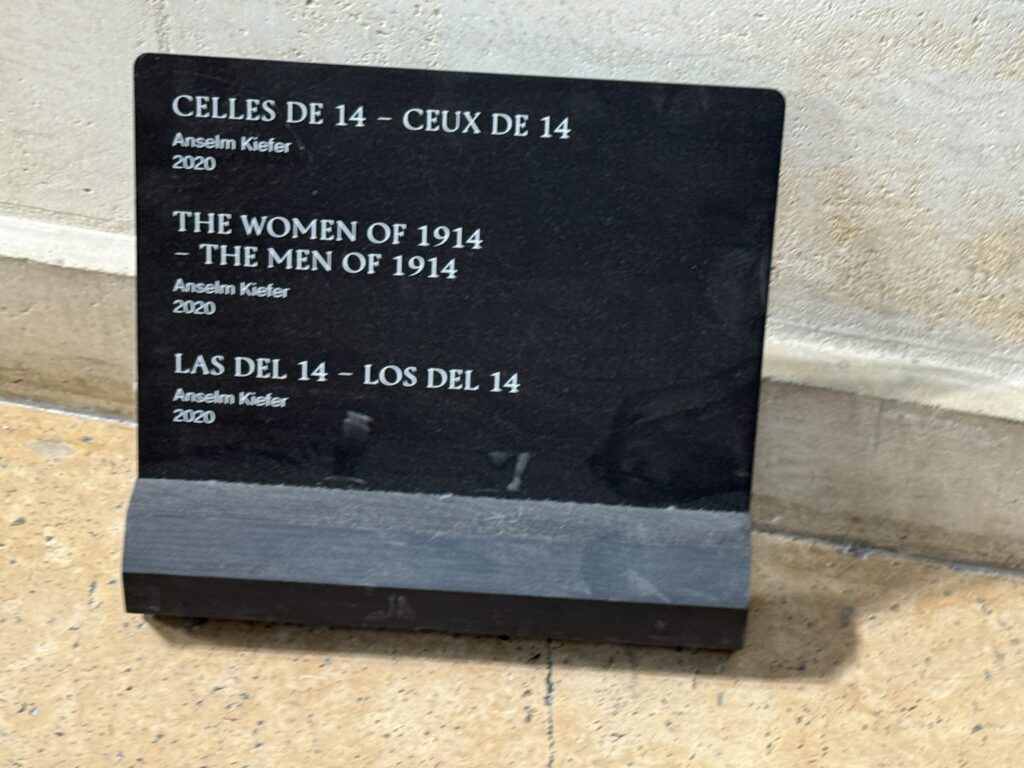 CELLES DE 14 – CEUX DE 14
Anselm Kiefer
2020
THE WOMEN OF 1914
– THE MEN OF 1914
Anselm Kiefer
2020
LAS DEL 14 – LOS DEL 14
Anselm Kiefer
2020